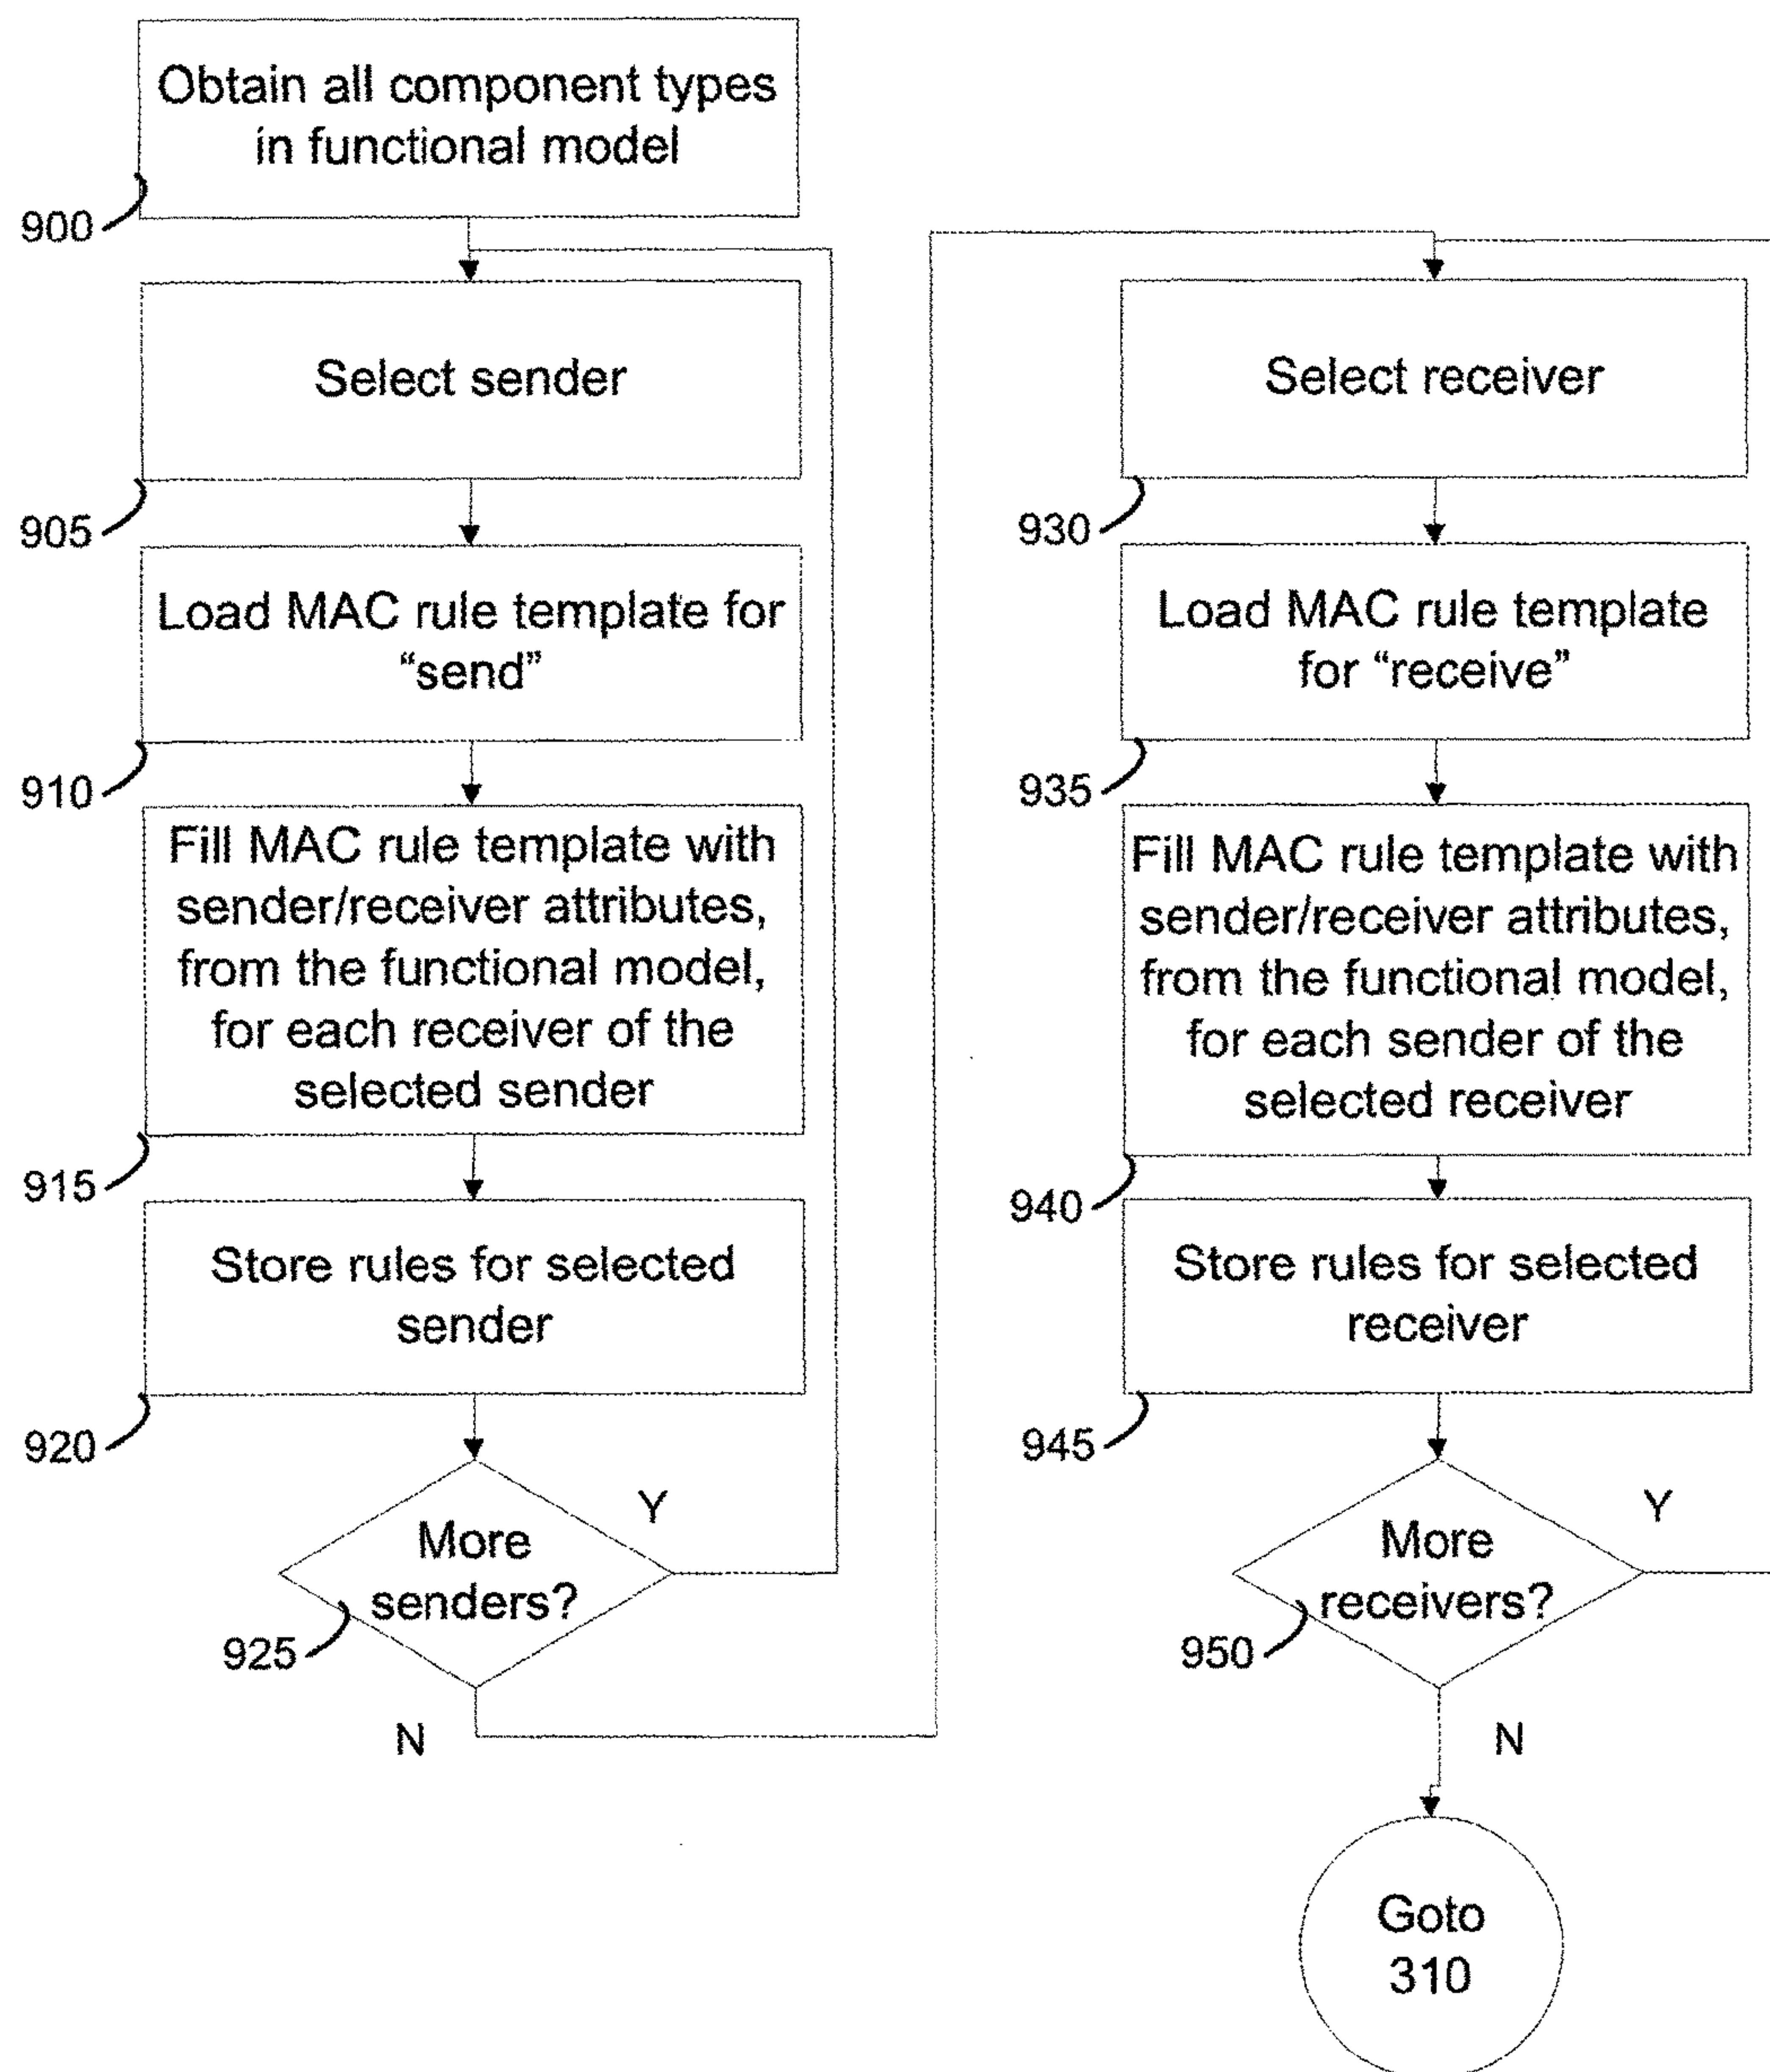 Obtain all component types
in functional model
900
Select sender
905
Load MAC rule template for
“send”
910
Fill MAC rule template with
sender/receiver attributes,
from the functional model,
for each receiver of the
selected sender
915
Store rules for selected
sender
920
More
senders?
925
Y
N
Select receiver
930
Load MAC rule template
for “receive”
935
Fill MAC rule template with
sender/receiver attributes,
from the functional model,
for each sender of the
selected receiver
940
Store rules for selected
receiver
945
More
receivers?
950
Y
N
Goto
310